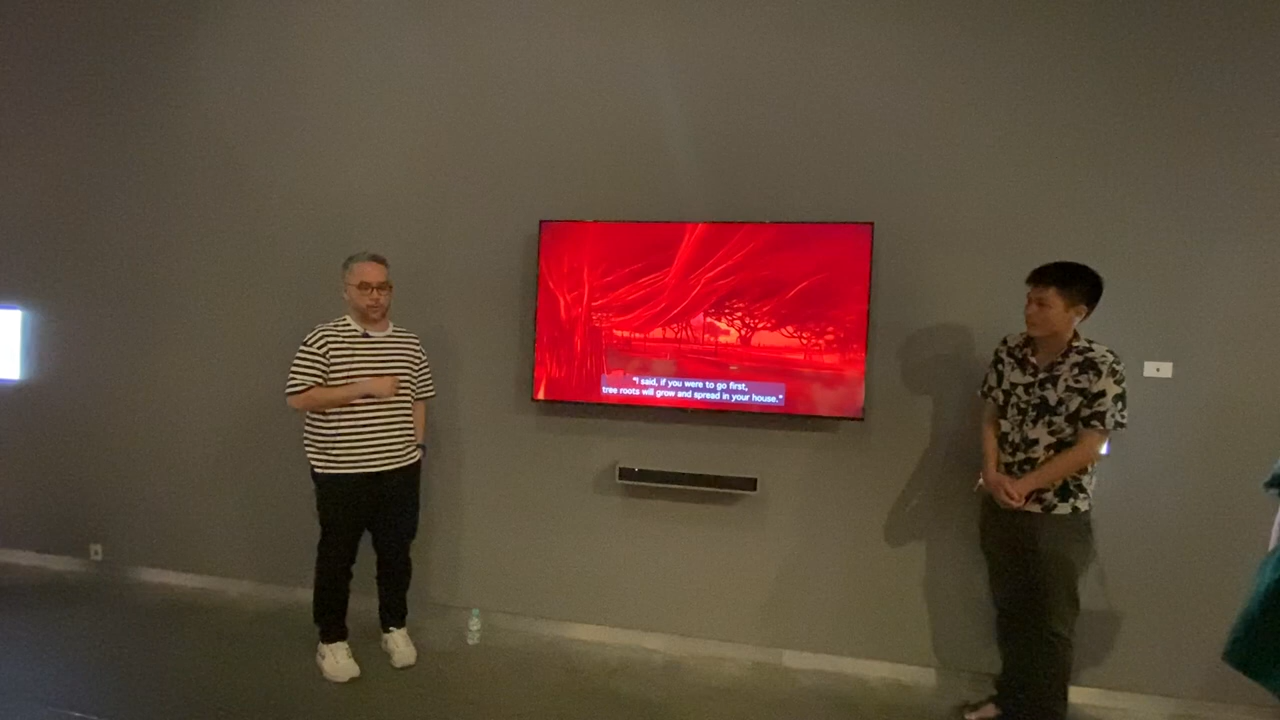 "I said, if you were to go first,
tree roots will grow and spread in your house."